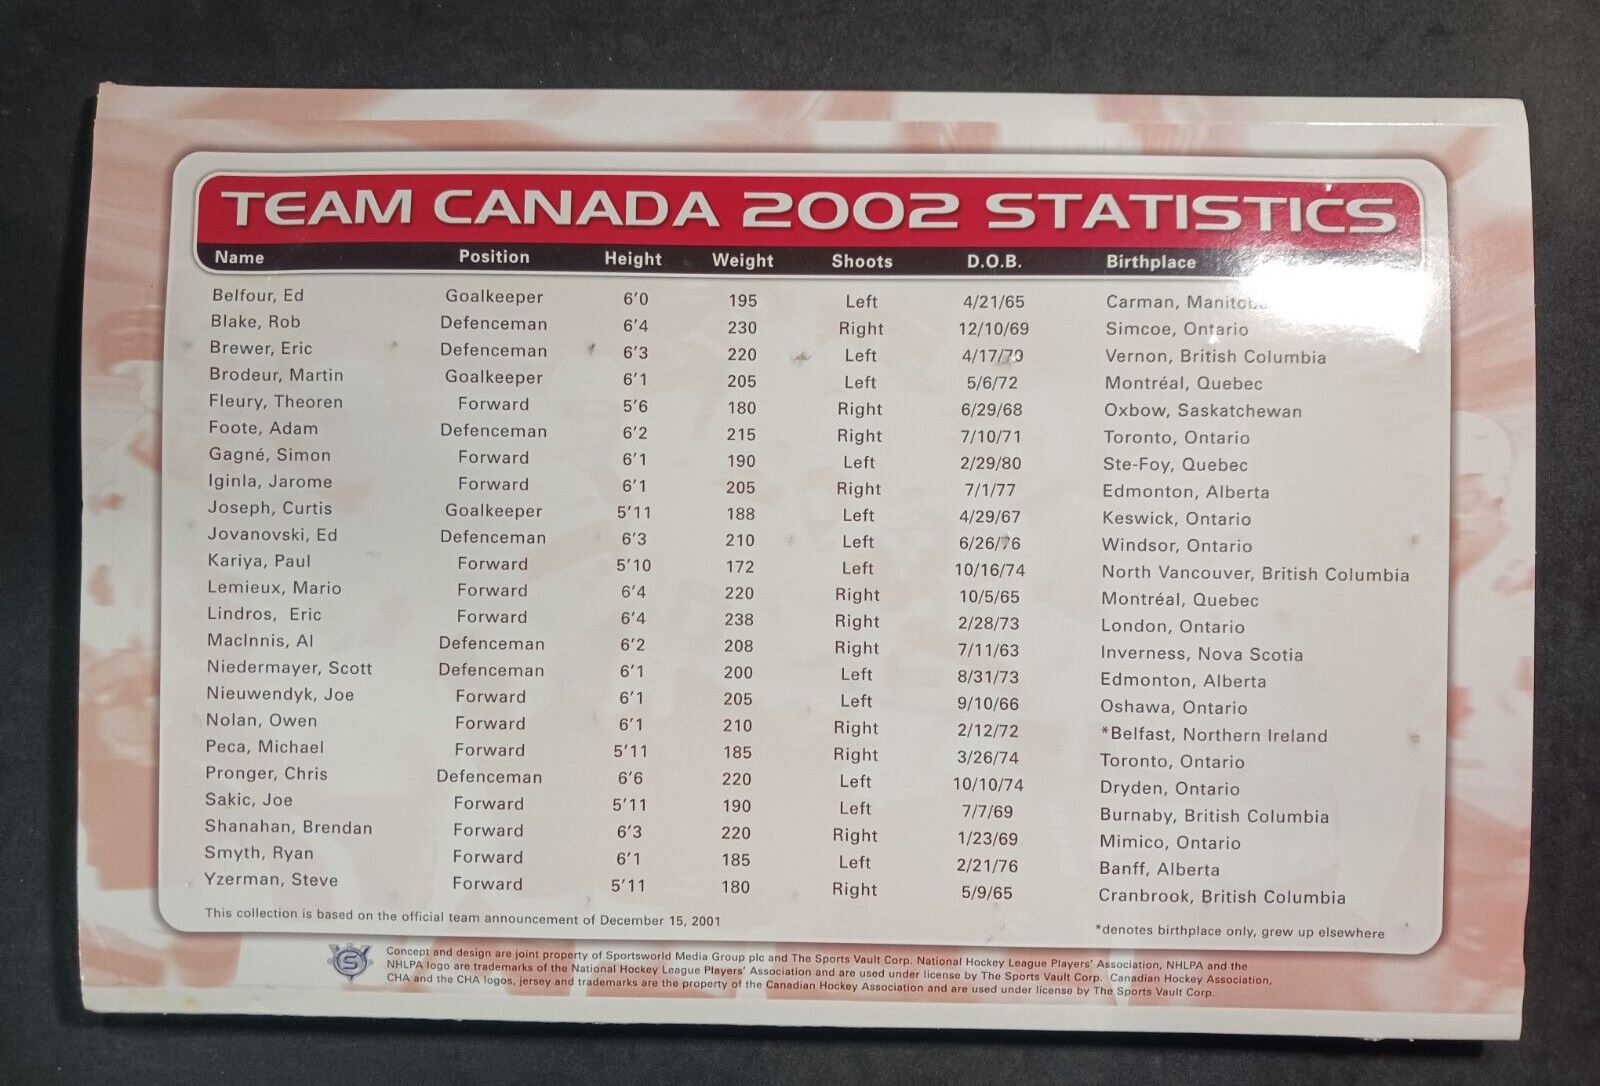 TEAM CANADA 2002 STATISTICS
Name Position Height Weight Shoots D.O.B. Birthplace
Belfour, Ed Goalkeeper 6'0 195 Left 4/21/65 Carman, Manitoba
Blake, Rob Defenceman 6'4 230 Right 12/10/69 Simcoe, Ontario
Brewer, Eric Defenceman 6'3 220 Left 4/17/79 Vernon, British Columbia
Brodeur, Martin Goalkeeper 6'1 205 Left 5/6/72 Montréal, Quebec
Fleury, Theoren Forward 5'6 180 Right 6/29/68 Oxbow, Saskatchewan
Foote, Adam Defenceman 6'2 215 Right 7/10/71 Toronto, Ontario
Gagné, Simon Forward 6'1 190 Left 2/29/80 Ste-Foy, Quebec
Iginla, Jarome Forward 6'1 205 Right 7/1/77 Edmonton, Alberta
Joseph, Curtis Goalkeeper 5'11 188 Left 4/29/67 Keswick, Ontario
Jovanovski, Ed Defenceman 6'3 210 Left 6/26/76 Windsor, Ontario
Kariya, Paul Forward 5'10 172 Left 10/16/74 North Vancouver, British Columbia
Lemieux, Mario Forward 6'4 220 Right 10/5/65 Montréal, Quebec
Lindros, Eric Forward 6'4 238 Right 2/28/73 London, Ontario
MacInnis, Al Defenceman 6'2 208 Right 7/11/63 Inverness, Nova Scotia
Niedermayer, Scott Defenceman 6'1 200 Left 8/31/73 Edmonton, Alberta
Nieuwendyk, Joe Forward 6'1 205 Left 9/10/66 Oshawa, Ontario
Nolan, Owen Forward 6'1 210 Right 2/12/72 *Belfast, Northern Ireland
Peca, Michael Forward 5'11 185 Right 3/26/74 Toronto, Ontario
Pronger, Chris Defenceman 6'6 220 Left 10/10/74 Dryden, Ontario
Sakic, Joe Forward 5'11 190 Left 7/7/69 Burnaby, British Columbia
Shanahan, Brendan Forward 6'3 220 Right 1/23/69 Mimico, Ontario
Smyth, Ryan Forward 6'1 185 Left 2/21/76 Banff, Alberta
Yzerman, Steve Forward 5'11 180 Right 5/9/65 Cranbrook, British Columbia
This collection is based on the official team announcement of December 15, 2001
*denotes birthplace only, grew up elsewhere
S
Concept and design are joint property of Sportsworld Media Group plc and The Sports Vault Corp. National Hockey League Players' Association, NHLPA and the
NHLPA logo are trademarks of the National Hockey League Players' Association and are used under license by The Sports Vault Corp. Canadian Hockey Association,
CHA and the CHA logos, jersey and trademarks are the property of the Canadian Hockey Association and are used under license by The Sports Vault Corp.